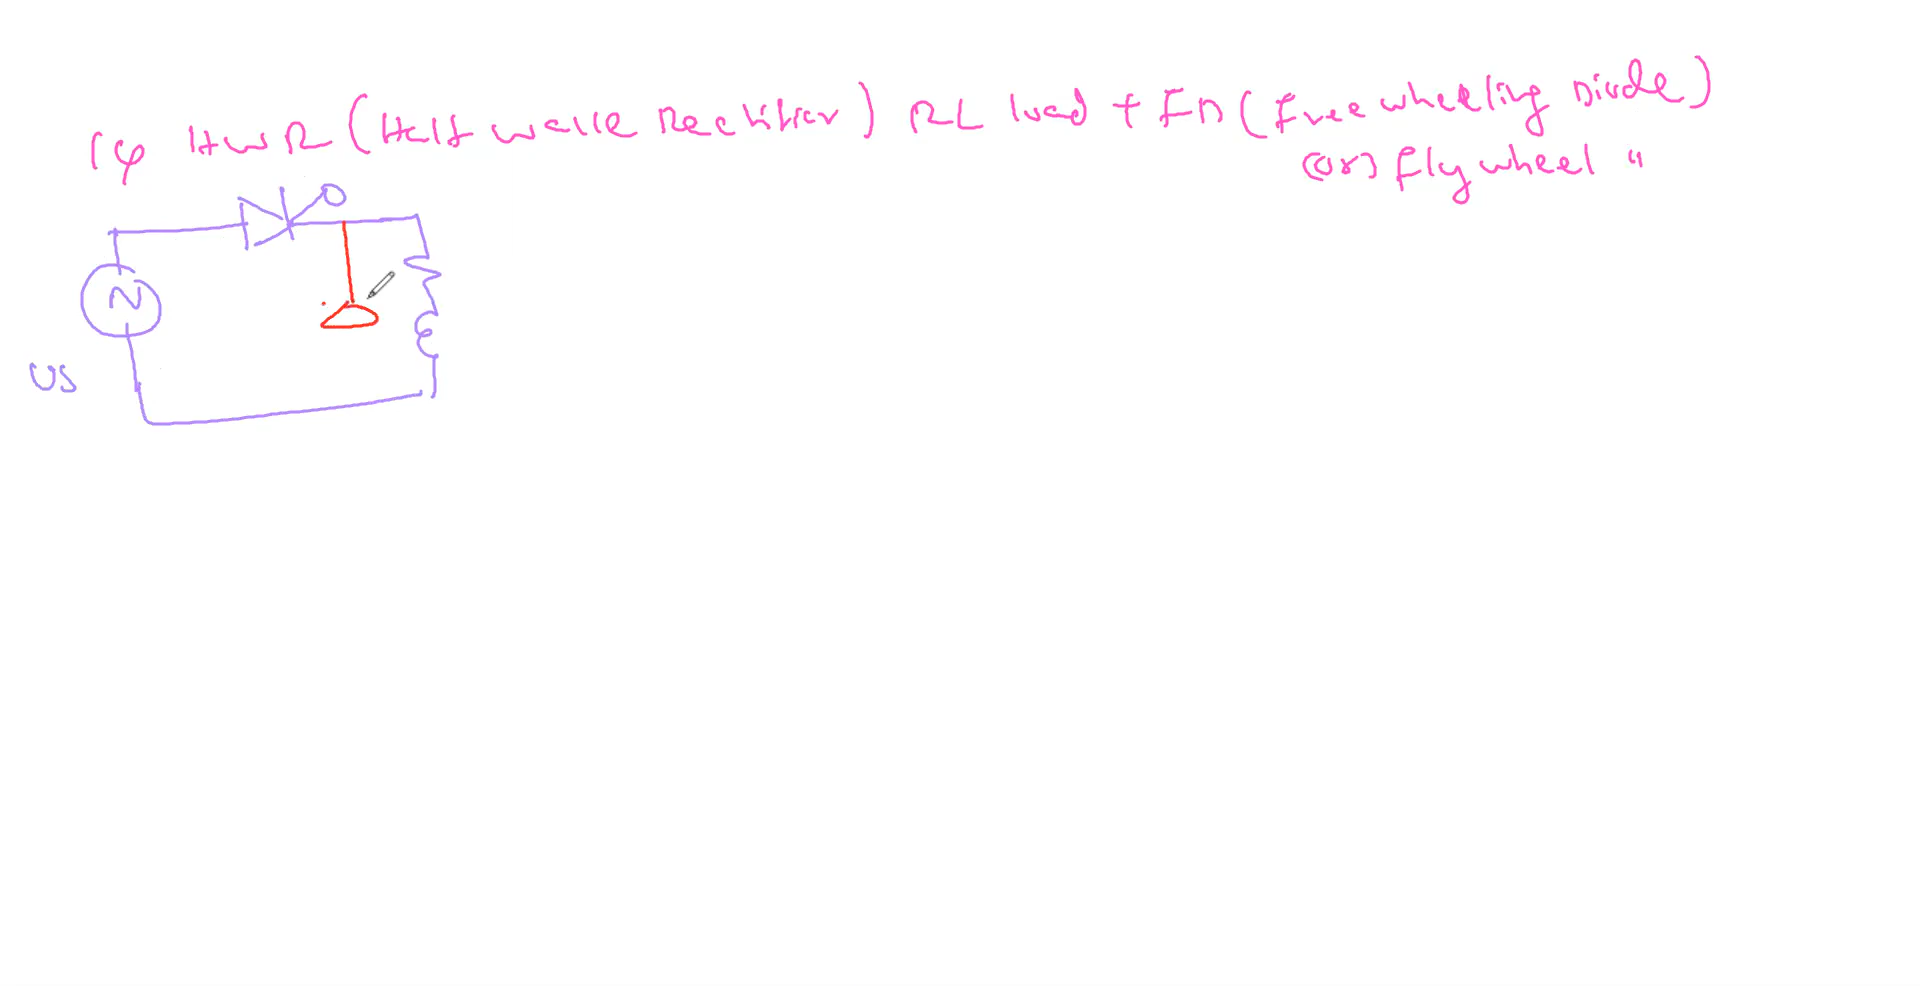 1φ HWR (Half wave Rectifier) RL load + FD (Free wheeling Diode)
(or) fly wheel "
Vs